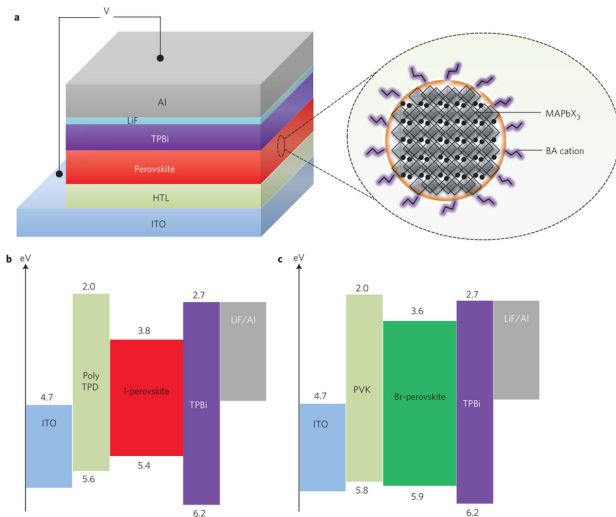 a
V
Al
LiF
TPBi
Perovskite
HTL
ITO
MAPbX3
BA cation
b
eV
2.0
2.7
3.8
4.7
Poly
TPD
I-perovskite
LiF/Al
ITO
TPBi
5.4
5.6
6.2
c
eV
2.0
2.7
3.6
4.7
PVK
Br-perovskite
LiF/Al
ITO
TPBi
5.8
5.9
6.2